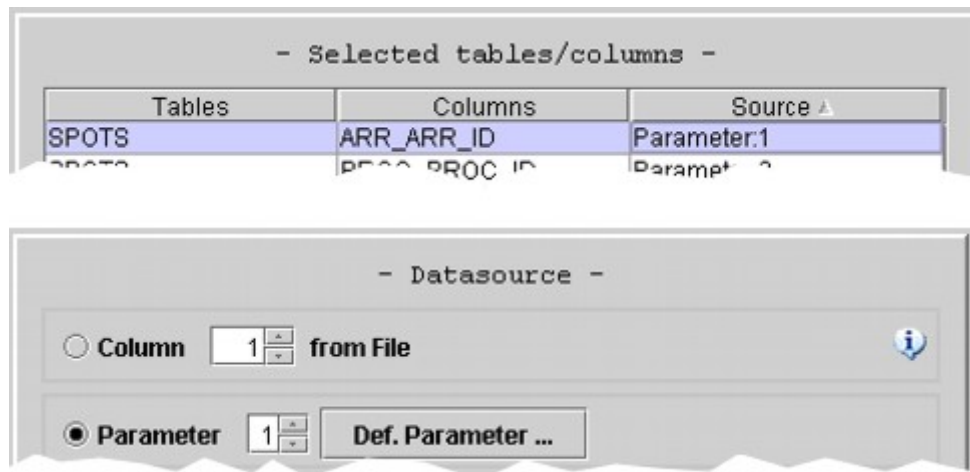 - Selected tables/columns -
Tables Columns Source
SPOTS ARR_ARR_ID Parameter:1
- Datasource -
Column 1 from File
Parameter 1 Def. Parameter ...